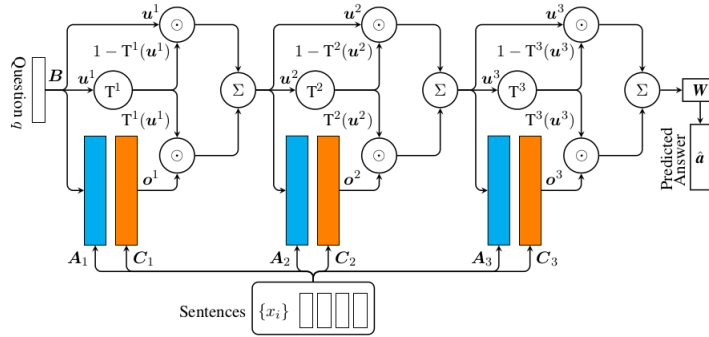 Question q
B
u¹
u¹
T¹
1 − T¹(u¹)
T¹(u¹)
⊙
⊙
Σ
o¹
A₁
C₁
u²
u²
T²
1 − T²(u²)
T²(u²)
⊙
⊙
Σ
o²
A₂
C₂
u³
u³
T³
1 − T³(u³)
T³(u³)
⊙
⊙
Σ
o³
A₃
C₃
W
Predicted
Answer
â
Sentences {xᵢ}